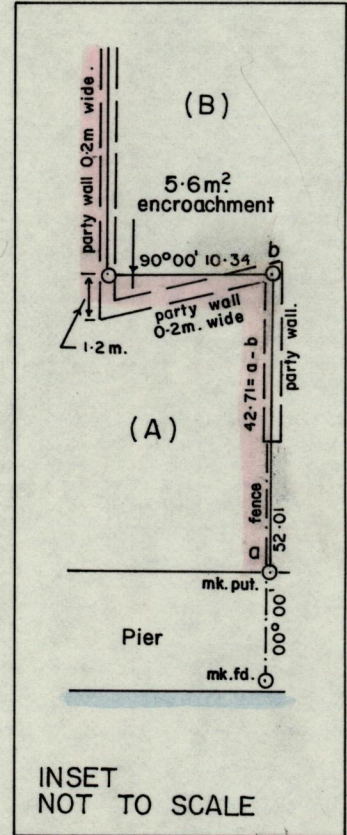 party wall 0·2m wide.
(B)
5·6m²
encroachment
90°00' 10·34
b
party wall
0·2m. wide
1·2m.
party wall.
42·71= a-b
(A)
fence
a
52·01
mk. put.
00°00'
Pier
mk.fd.
INSET
NOT TO SCALE